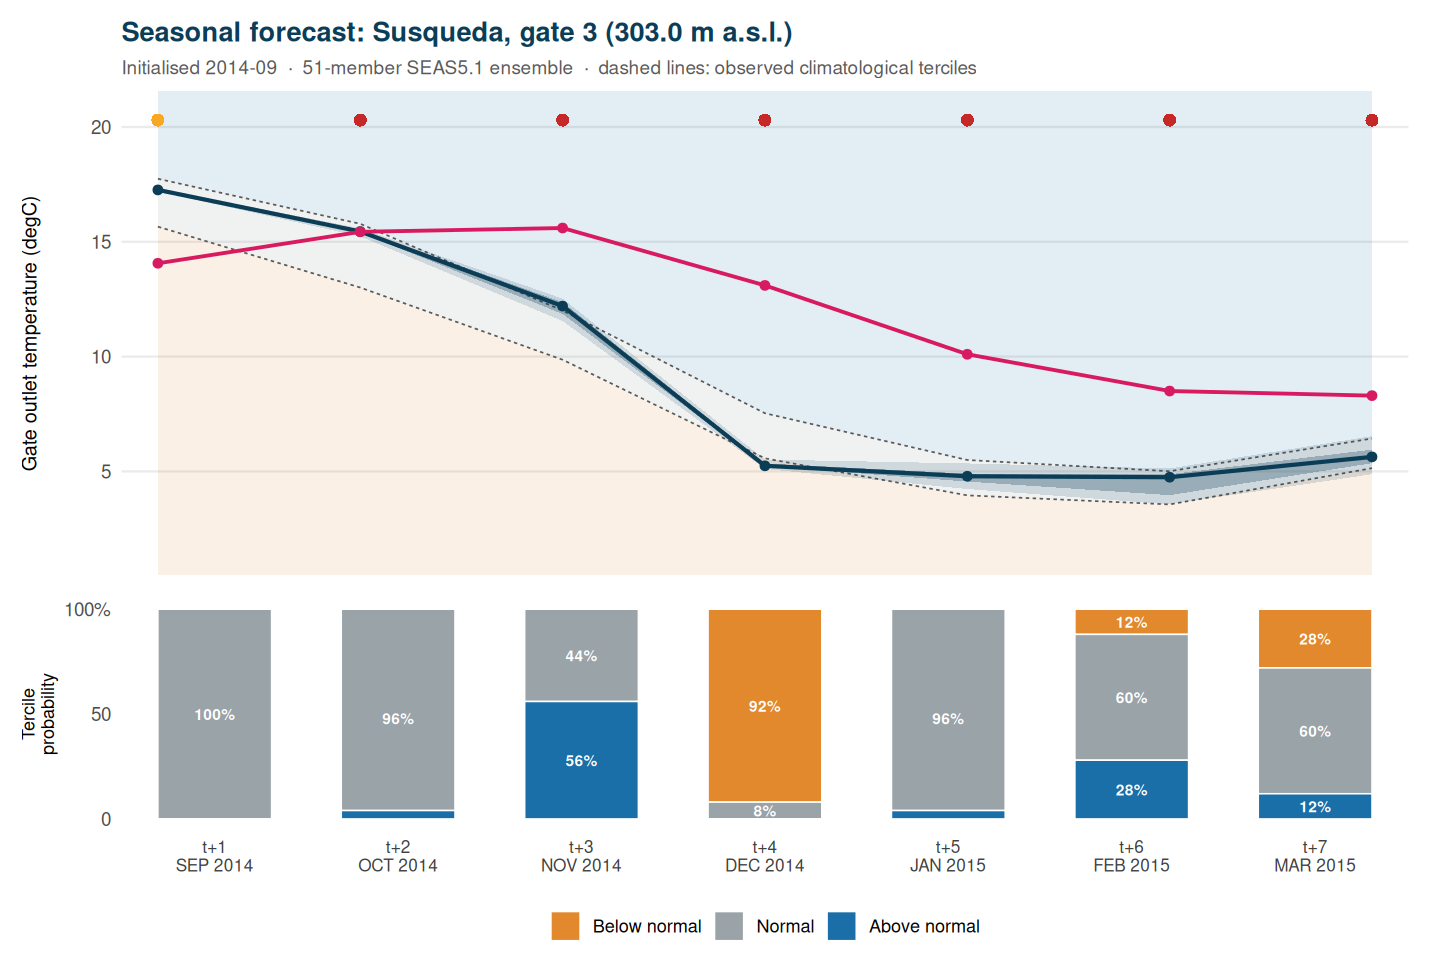 Seasonal forecast: Susqueda, gate 3 (303.0 m a.s.l.)
Initialised 2014-09 · 51-member SEAS5.1 ensemble · dashed lines: observed climatological terciles
Gate outlet temperature (degC)
20
15
10
5
Tercile
probability
100%
50
0
100%
96%
44%
56%
92%
8%
96%
12%
60%
28%
28%
60%
12%
t+1
SEP 2014
t+2
OCT 2014
t+3
NOV 2014
t+4
DEC 2014
t+5
JAN 2015
t+6
FEB 2015
t+7
MAR 2015
Below normal
Normal
Above normal